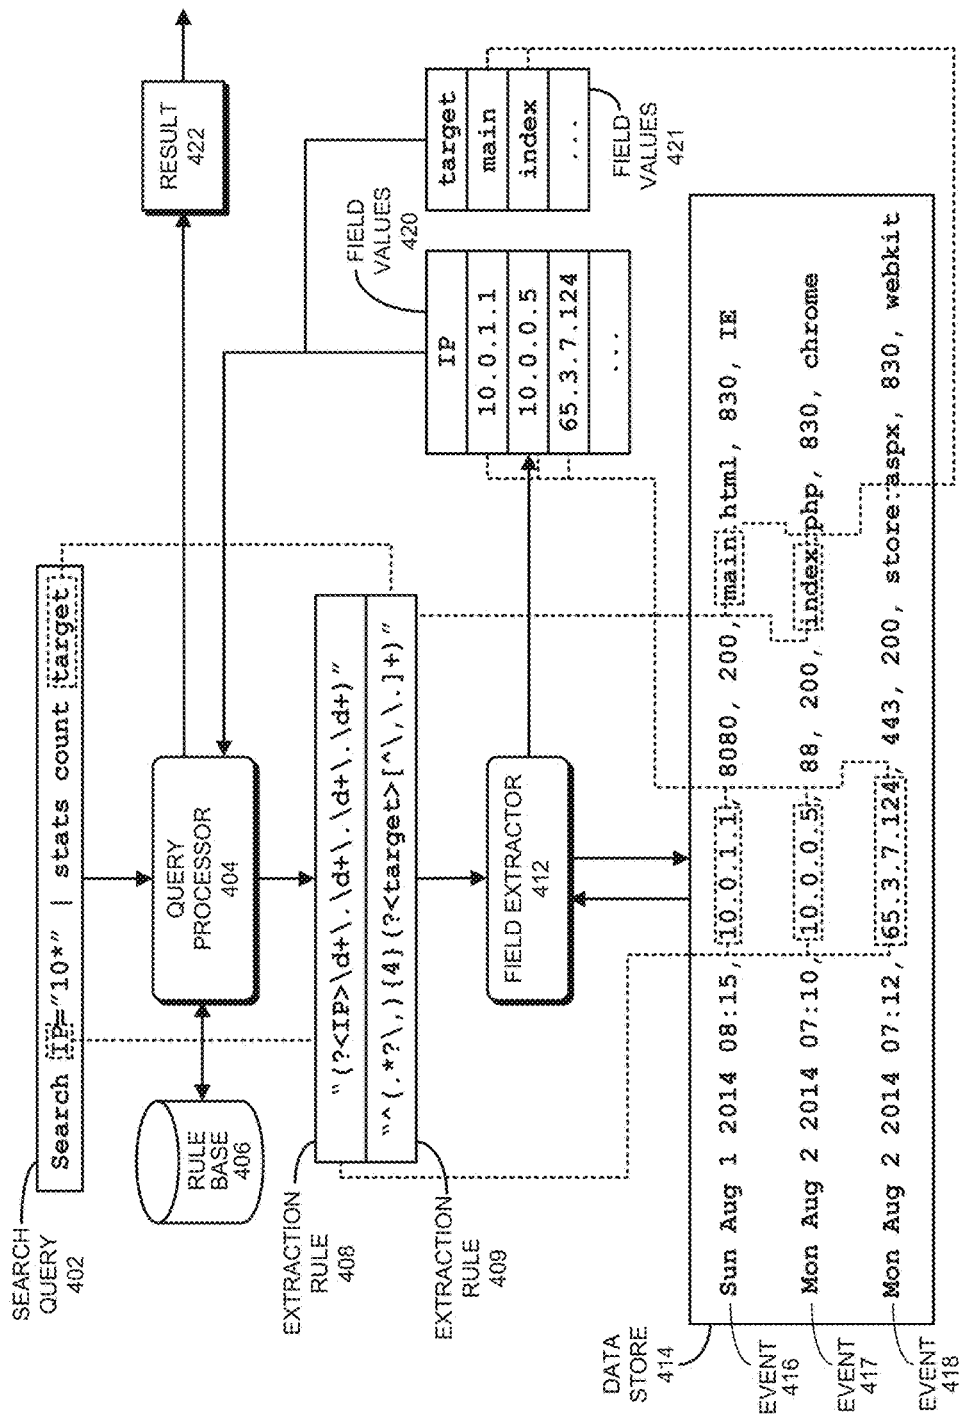 SEARCH
QUERY
402
Search IP="10*" | stats count target
RULE
BASE
406
QUERY
PROCESSOR
404
RESULT
422
EXTRACTION
RULE
408
"(?<IP>\d+\.\d+\.\d+\.\d+)"
EXTRACTION
RULE
409
"^(.*?\,){4}(?<target>[^\,\.]+)"
FIELD EXTRACTOR
412
FIELD
VALUES
420
IP
10.0.1.1
10.0.0.5
65.3.7.124
...
target
main
index
...
FIELD
VALUES
421
DATA
STORE
414
EVENT
416
Sun Aug 1 2014 08:15, 10.0.1.1, 8080, 200, main.html, 830, IE
EVENT
417
Mon Aug 2 2014 07:10, 10.0.0.5, 88, 200, index.php, 830, chrome
EVENT
418
Mon Aug 2 2014 07:12, 65.3.7.124, 443, 200, store.aspx, 830, webkit